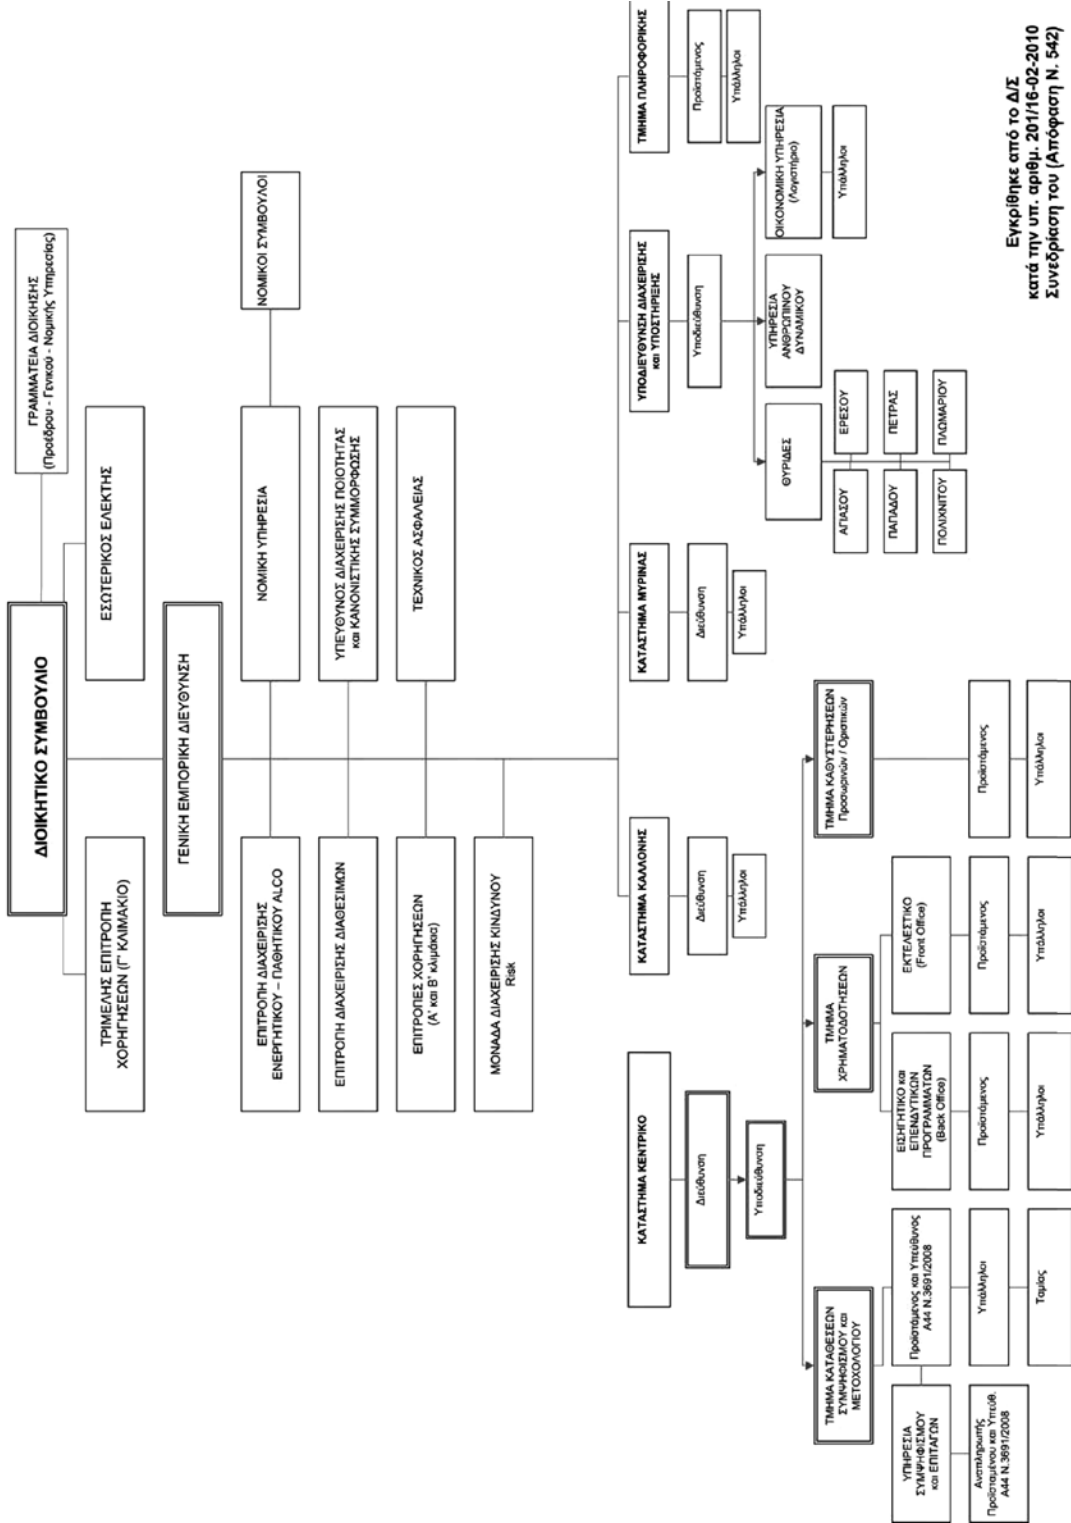 ΔΙΟΙΚΗΤΙΚΟ ΣΥΜΒΟΥΛΙΟ
ΓΡΑΜΜΑΤΕΙΑ ΔΙΟΙΚΗΣΗΣ
(Προέδρου - Γενικού - Νομικής Υπηρεσίας)
ΤΡΙΜΕΛΗΣ ΕΠΙΤΡΟΠΗ
ΧΟΡΗΓΗΣΕΩΝ (Γ' ΚΛΙΜΑΚΙΟ)
ΕΣΩΤΕΡΙΚΟΣ ΕΛΕΚΤΗΣ
ΓΕΝΙΚΗ ΕΜΠΟΡΙΚΗ ΔΙΕΥΘΥΝΣΗ
ΕΠΙΤΡΟΠΗ ΔΙΑΧΕΙΡΙΣΗΣ
ΕΝΕΡΓΗΤΙΚΟΥ – ΠΑΘΗΤΙΚΟΥ ALCO
ΝΟΜΙΚΗ ΥΠΗΡΕΣΙΑ
ΝΟΜΙΚΟΙ ΣΥΜΒΟΥΛΟΙ
ΕΠΙΤΡΟΠΗ ΔΙΑΧΕΙΡΙΣΗΣ ΔΙΑΘΕΣΙΜΩΝ
ΥΠΕΥΘΥΝΟΣ ΔΙΑΧΕΙΡΙΣΗΣ ΠΟΙΟΤΗΤΑΣ
και ΚΑΝΟΝΙΣΤΙΚΗΣ ΣΥΜΜΟΡΦΩΣΗΣ
ΕΠΙΤΡΟΠΕΣ ΧΟΡΗΓΗΣΕΩΝ
(Α' και Β' κλιμάκια)
ΤΕΧΝΙΚΟΣ ΑΣΦΑΛΕΙΑΣ
ΜΟΝΑΔΑ ΔΙΑΧΕΙΡΙΣΗΣ ΚΙΝΔΥΝΟΥ
Risk
ΚΑΤΑΣΤΗΜΑ ΚΕΝΤΡΙΚΟ
Διεύθυνση
Υποδιεύθυνση
ΤΜΗΜΑ ΚΑΤΑΘΕΣΕΩΝ
ΣΥΜΨΗΦΙΣΜΟΥ και
ΜΕΤΟΧΟΛΟΓΙΟΥ
ΥΠΗΡΕΣΙΑ
ΣΥΜΨΗΦΙΣΜΟΥ
και ΕΠΙΤΑΓΩΝ
Αναπληρωτής
Προϊσταμένου και Υπεύθ.
Α44 Ν.3691/2008
Προϊστάμενος και Υπεύθυνος
Α44 Ν.3691/2008
Υπάλληλοι
Ταμίας
ΤΜΗΜΑ
ΧΡΗΜΑΤΟΔΟΤΗΣΕΩΝ
ΕΙΣΗΓΗΤΙΚΟ και
ΕΠΕΝΔΥΤΙΚΩΝ
ΠΡΟΓΡΑΜΜΑΤΩΝ
(Back Office)
Προϊστάμενος
Υπάλληλοι
ΕΚΤΕΛΕΣΤΙΚΟ
(Front Office)
Προϊστάμενος
Υπάλληλοι
ΤΜΗΜΑ ΚΑΘΥΣΤΕΡΗΣΕΩΝ
Προσωρινών / Οριστικών
Προϊστάμενος
Υπάλληλοι
ΚΑΤΑΣΤΗΜΑ ΚΑΛΛΟΝΗΣ
Διεύθυνση
Υπάλληλοι
ΚΑΤΑΣΤΗΜΑ ΜΥΡΙΝΑΣ
Διεύθυνση
Υπάλληλοι
ΥΠΟΔΙΕΥΘΥΝΣΗ ΔΙΑΧΕΙΡΙΣΗΣ
και ΥΠΟΣΤΗΡΙΞΗΣ
Υποδιεύθυνση
ΘΥΡΙΔΕΣ
ΑΓΙΑΣΟΥ
ΕΡΕΣΟΥ
ΠΑΠΑΔΟΥ
ΠΕΤΡΑΣ
ΠΟΛΙΧΝΙΤΟΥ
ΠΛΩΜΑΡΙΟΥ
ΥΠΗΡΕΣΙΑ
ΑΝΘΡΩΠΙΝΟΥ
ΔΥΝΑΜΙΚΟΥ
ΟΙΚΟΝΟΜΙΚΗ ΥΠΗΡΕΣΙΑ
(Λογιστήριο)
Υπάλληλοι
ΤΜΗΜΑ ΠΛΗΡΟΦΟΡΙΚΗΣ
Προϊστάμενος
Υπάλληλοι
Εγκρίθηκε από το Δ/Σ
κατά την υπ. αριθμ. 201/16-02-2010
Συνεδρίαση του (Απόφαση Ν. 542)